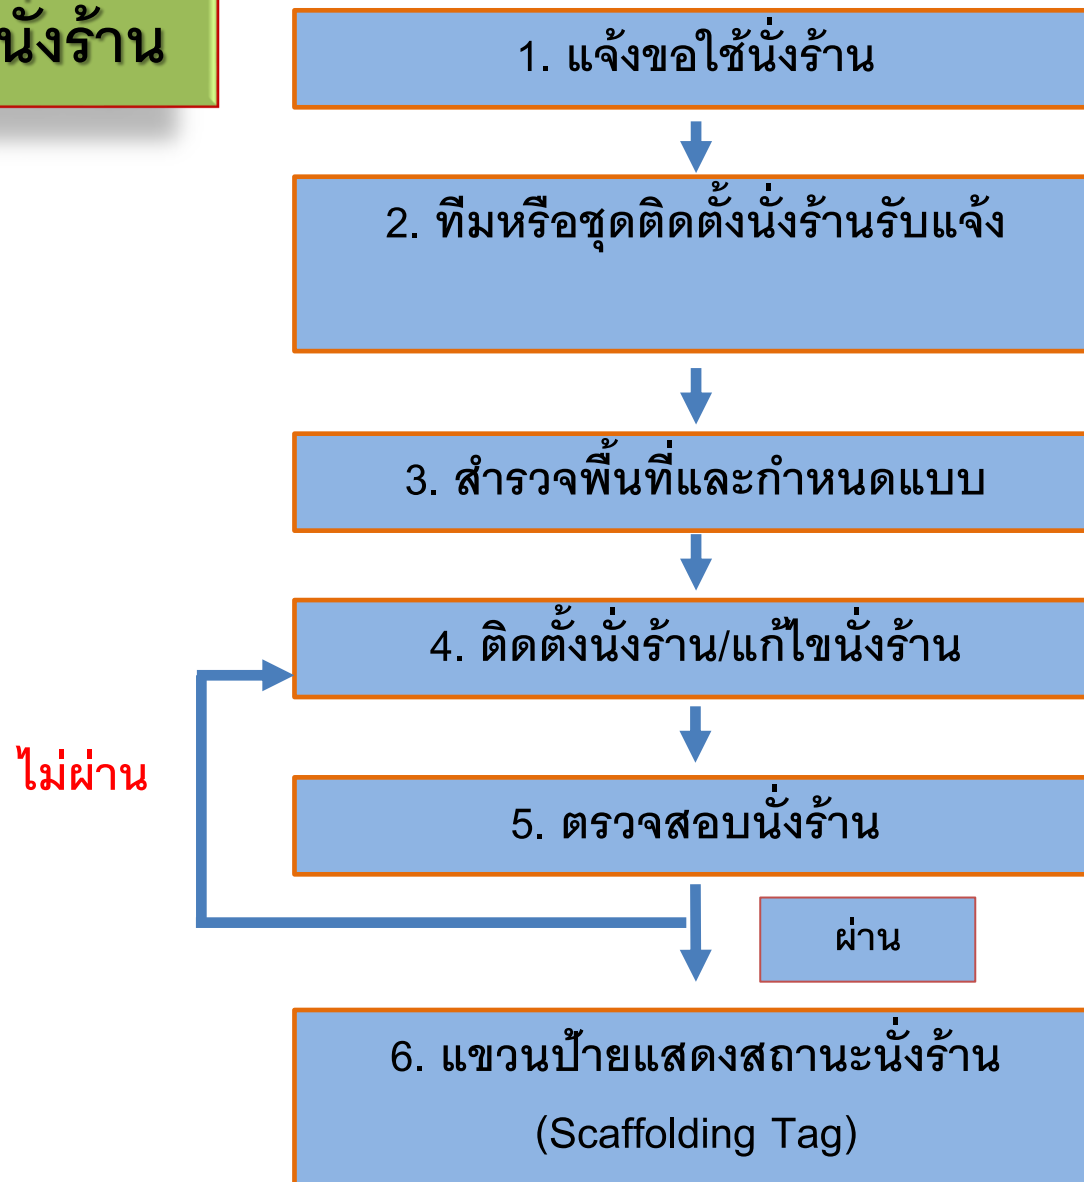 นั่งร้าน
1. แจ้งขอใช้นั่งร้าน
2. ทีมหรือชุดติดตั้งนั่งร้านรับแจ้ง
3. สำรวจพื้นที่และกำหนดแบบ
4. ติดตั้งนั่งร้าน/แก้ไขนั่งร้าน
ไม่ผ่าน
5. ตรวจสอบนั่งร้าน
ผ่าน
6. แขวนป้ายแสดงสถานะนั่งร้าน
(Scaffolding Tag)